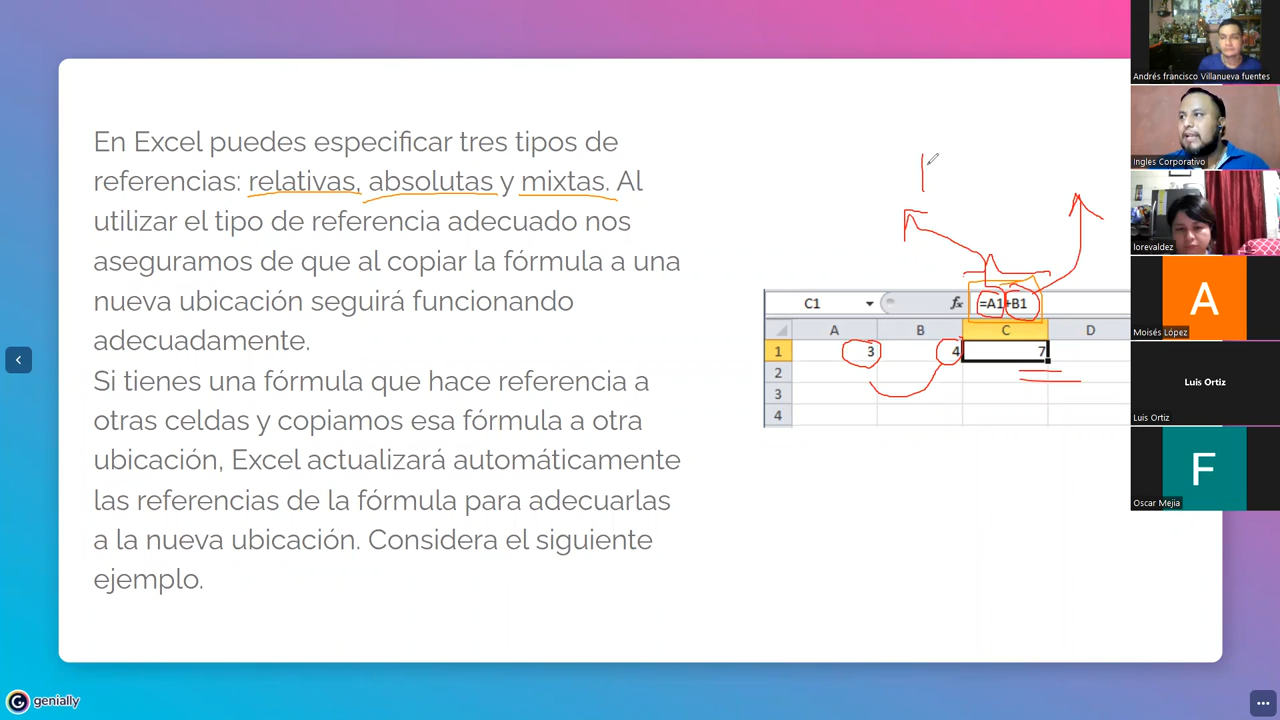 En Excel puedes especificar tres tipos de
referencias: relativas, absolutas y mixtas. Al
utilizar el tipo de referencia adecuado nos
aseguramos de que al copiar la fórmula a una
nueva ubicación seguirá funcionando
adecuadamente.
Si tienes una fórmula que hace referencia a
otras celdas y copiamos esa fórmula a otra
ubicación, Excel actualizará automáticamente
las referencias de la fórmula para adecuarlas
a la nueva ubicación. Considera el siguiente
ejemplo.
C1 fx =A1+B1
A B C D
1 3 4 7
2
3
4
Andrés francisco Villanueva fuentes
Ingles Corporativo
lorevaldez
A
Moisés López
Luis Ortiz
Luis Ortiz
F
Oscar Mejia
genially